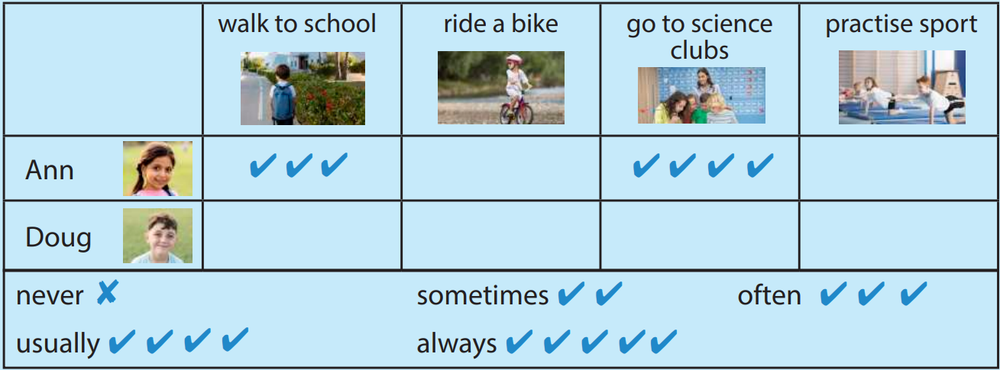 walk to school
ride a bike
go to science
clubs
practise sport
Ann ✔ ✔ ✔ ✔ ✔ ✔ ✔
Doug
never ✘ sometimes ✔ ✔ often ✔ ✔ ✔
usually ✔ ✔ ✔ ✔ always ✔ ✔ ✔ ✔ ✔